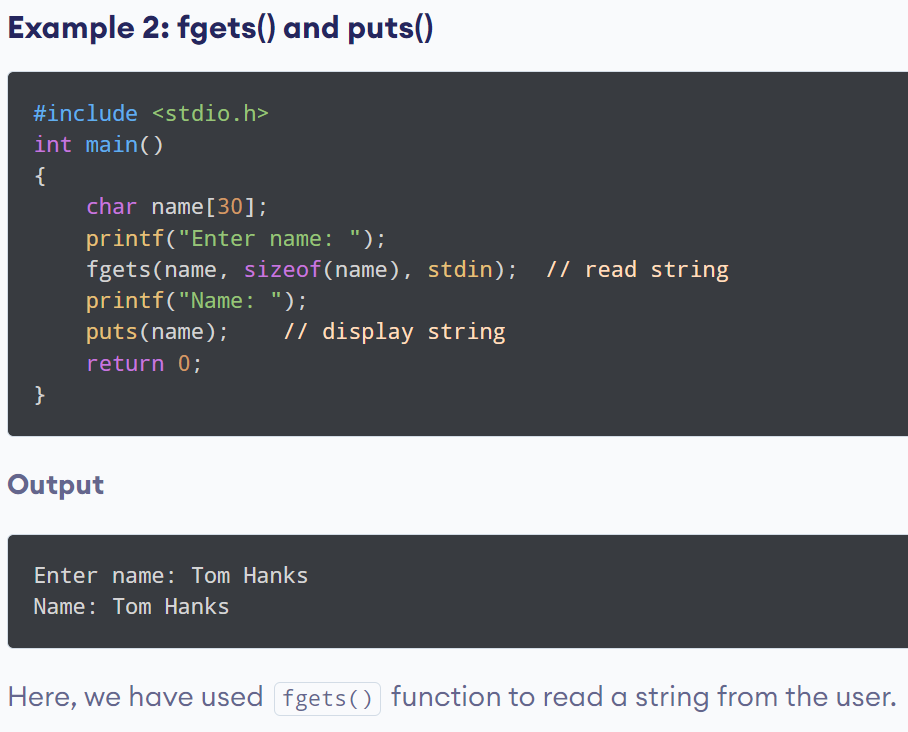 Example 2: fgets() and puts()
#include <stdio.h>
int main()
{
    char name[30];
    printf("Enter name: ");
    fgets(name, sizeof(name), stdin);  // read string
    printf("Name: ");
    puts(name);    // display string
    return 0;
}
Output
Enter name: Tom Hanks
Name: Tom Hanks
Here, we have used fgets() function to read a string from the user.